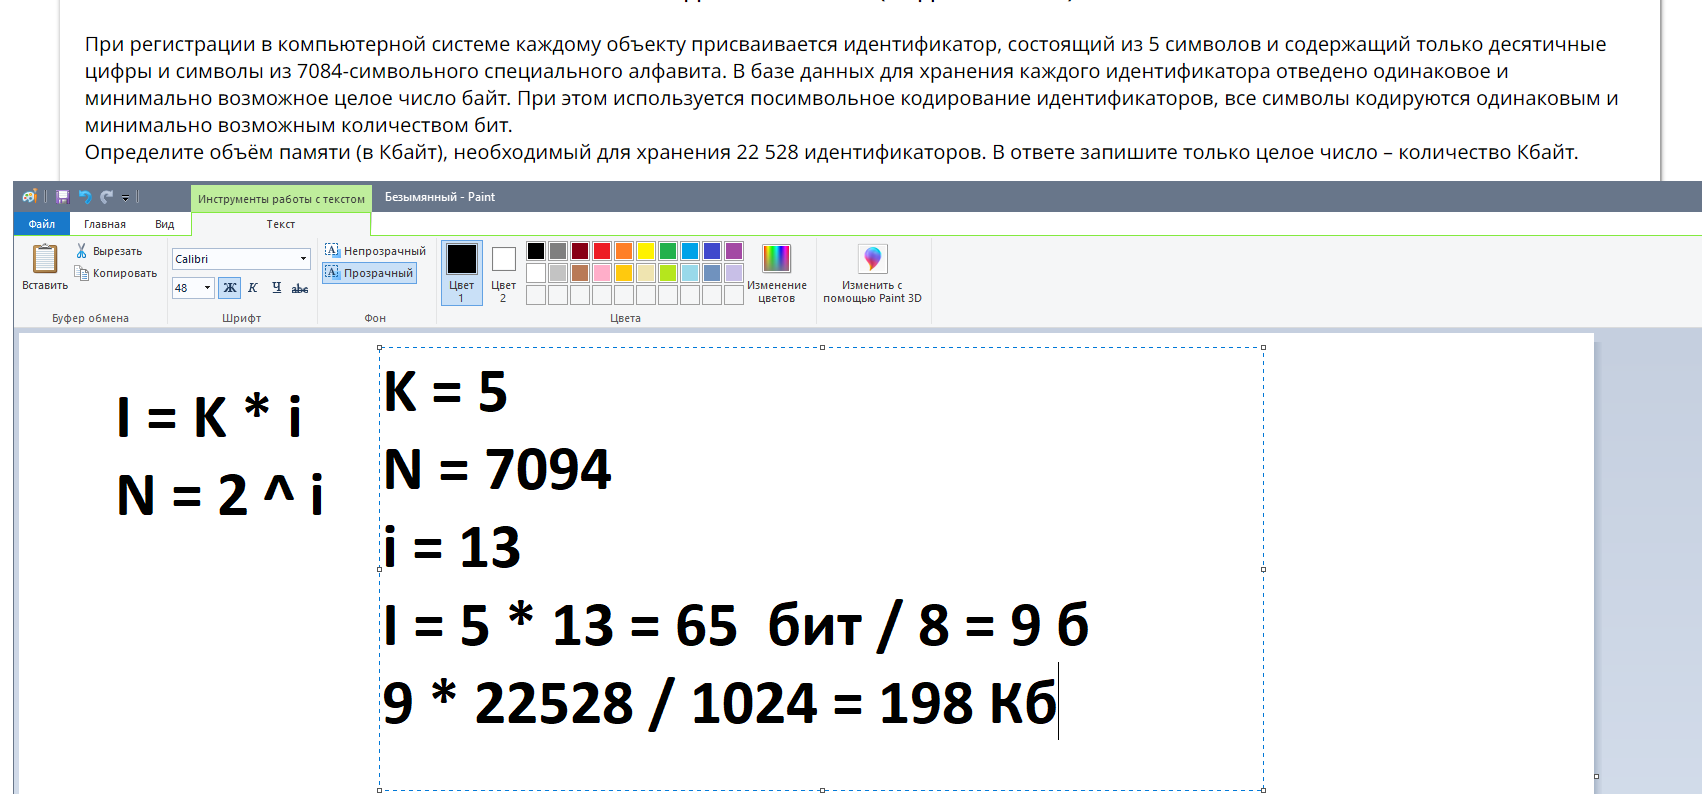 При регистрации в компьютерной системе каждому объекту присваивается идентификатор, состоящий из 5 символов и содержащий только десятичные
цифры и символы из 7084-символьного специального алфавита. В базе данных для хранения каждого идентификатора отведено одинаковое и
минимально возможное целое число байт. При этом используется посимвольное кодирование идентификаторов, все символы кодируются одинаковым и
минимально возможным количеством бит.
Определите объём памяти (в Кбайт), необходимый для хранения 22 528 идентификаторов. В ответе запишите только целое число – количество Кбайт.
Инструменты работы с текстом
Безымянный - Paint
Файл
Главная
Вид
Текст
Вставить
Вырезать
Копировать
Буфер обмена
Calibri
48
Ж К Ч abc
Шрифт
Непрозрачный
Прозрачный
Фон
Цвет
1
Цвет
2
Изменение
цветов
Цвета
Изменить с
помощью Paint 3D
I = K * i
N = 2 ^ i
K = 5
N = 7094
i = 13
I = 5 * 13 = 65  бит / 8 = 9 б
9 * 22528 / 1024 = 198 Кб